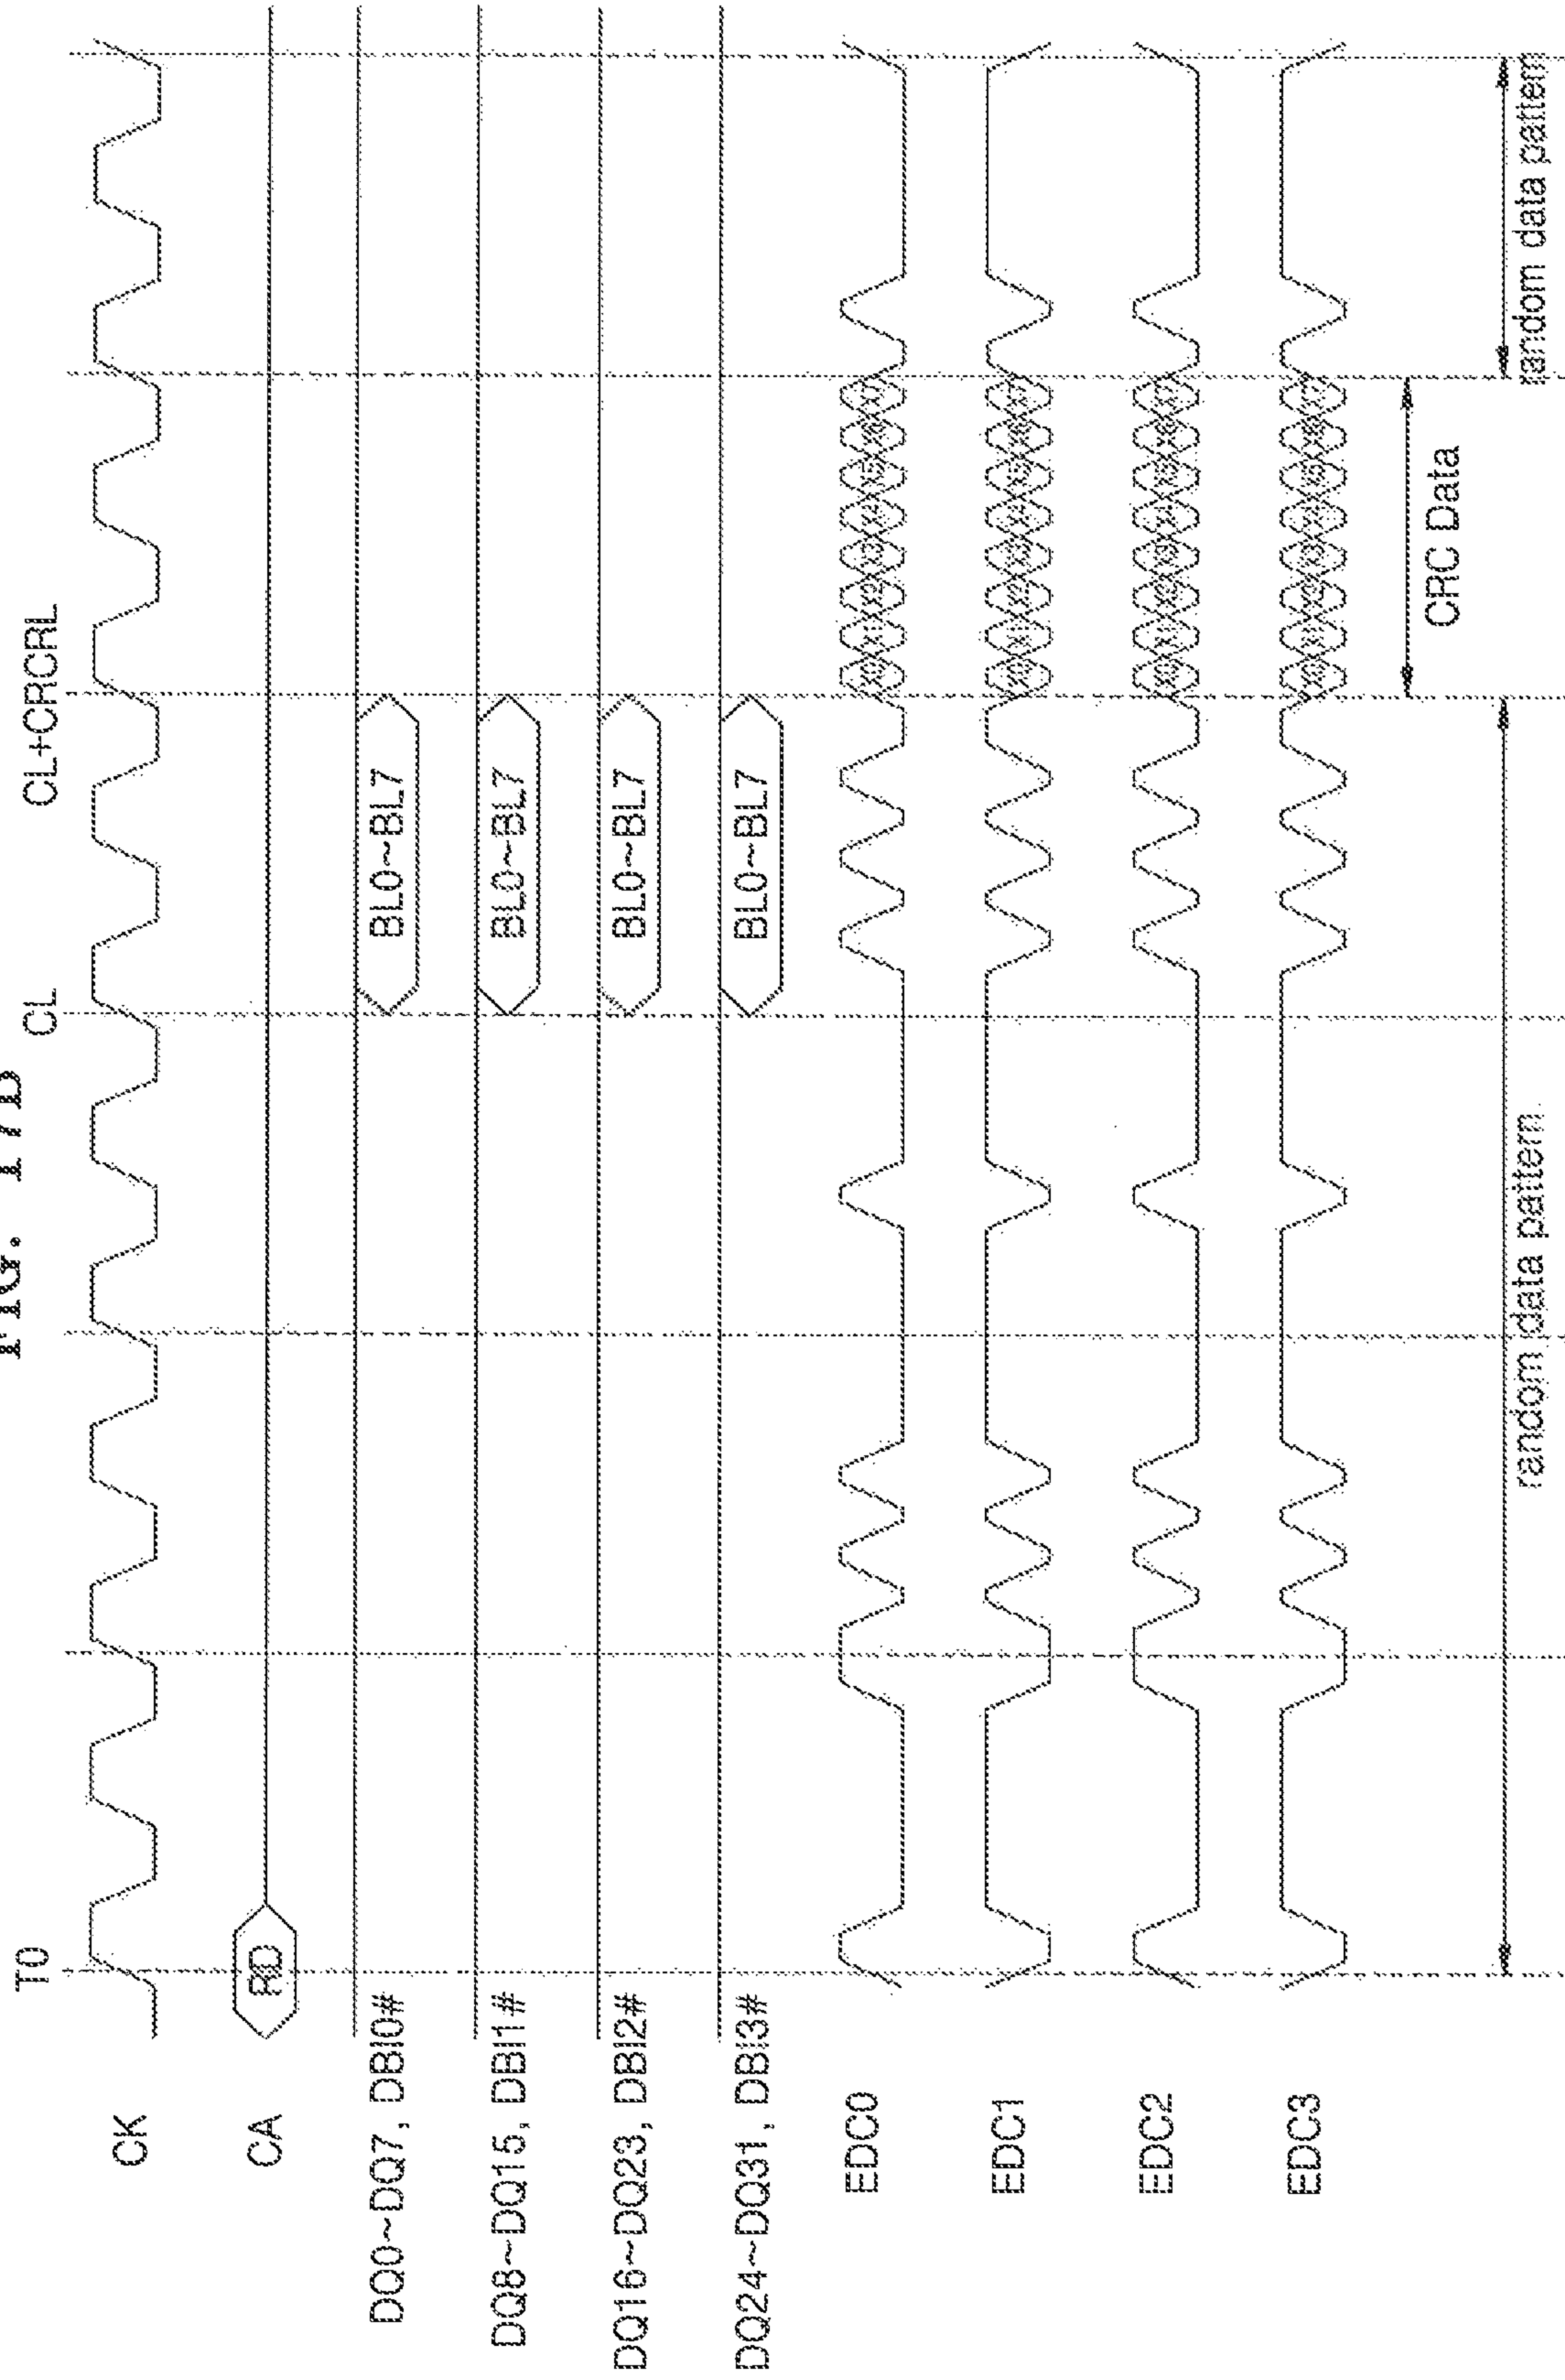 FIG. 17B
T0
CL
CL+CRCRL
CK
CA
RD
DQ0~DQ7, DBI0#
BL0~BL7
DQ8~DQ15, DBI1#
BL0~BL7
DQ16~DQ23, DBI2#
BL0~BL7
DQ24~DQ31, DBI3#
BL0~BL7
EDC0
EDC1
EDC2
EDC3
CRC Data
random data pattern
random data pattern